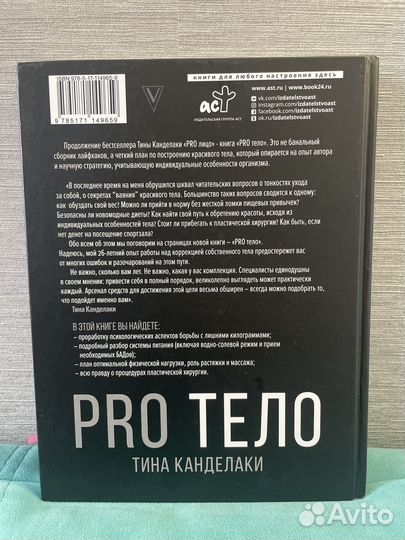 ISBN 978-5-17-114965-9
9 785171 149659
КНИГИ ДЛЯ ЛЮБОГО НАСТРОЕНИЯ ЗДЕСЬ
аст
ИЗДАТЕЛЬСКАЯ ГРУППА АСТ
www.ast.ru | www.book24.ru
vk.com/izdatelstvoast
instagram.com/izdatelstvoast
facebook.com/izdatelstvoast
ok.ru/izdatelstvoast
Продолжение бестселлера Тины Канделаки «PRO лицо» - книга «PRO тело». Это не банальный
сборник лайфхаков, а четкий план по построению красивого тела, который опирается на опыт автора
и научную стратегию, учитывающую индивидуальные особенности организма.
«В последнее время на меня обрушился шквал читательских вопросов о тонкостях ухода
за собой, о секретах "ваяния" красивого тела. Большинство таких вопросов сводится к одному:
как обуздать свой вес? Можно ли прийти в норму без жесткой ломки пищевых привычек?
Безопасны ли новомодные диеты? Как найти свой путь к обретению красоты, исходя из
индивидуальных особенностей тела? Стоит ли прибегать к пластической хирургии? Как быть, если
нет денег на посещение спортзала?
Обо всем об этом мы поговорим на страницах новой книги – «PRO тело».
Надеюсь, мой 26-летний опыт работы над коррекцией собственного тела предостережет вас
от многих ошибок и разочарований на этом пути.
Не важно, сколько вам лет. Не важно, какая у вас комплекция. Специалисты единодушны
в своем мнении: привести себя в полный порядок, великолепно выглядеть может практически
каждый. Арсенал средств для достижения этой цели весьма обширен – всегда можно подобрать то,
что подойдет именно вам».
Тина Канделаки
В ЭТОЙ КНИГЕ ВЫ НАЙДЕТЕ:
– проработку психологических аспектов борьбы с лишними килограммами;
– подробный разбор системы питания (включая водно-солевой режим и прием
необходимых БАДов);
– план оптимальной физической нагрузки, роль растяжки и массажа;
– всю правду о процедурах пластической хирургии.
PRO ТЕЛО
ТИНА КАНДЕЛАКИ
Avito